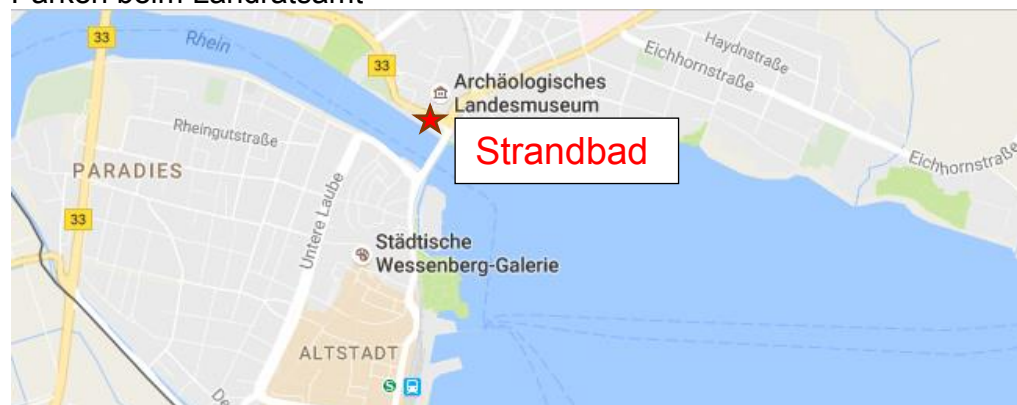 Parken beim Landratsamt
33
Rhein
33
Haydnstraße
Eichhornstraße
Archäologisches
Landesmuseum
Strandbad
Rheingutstraße
Eichhornstraße
PARADIES
33
Untere Laube
Städtische
Wessenberg-Galerie
ALTSTADT
S
De